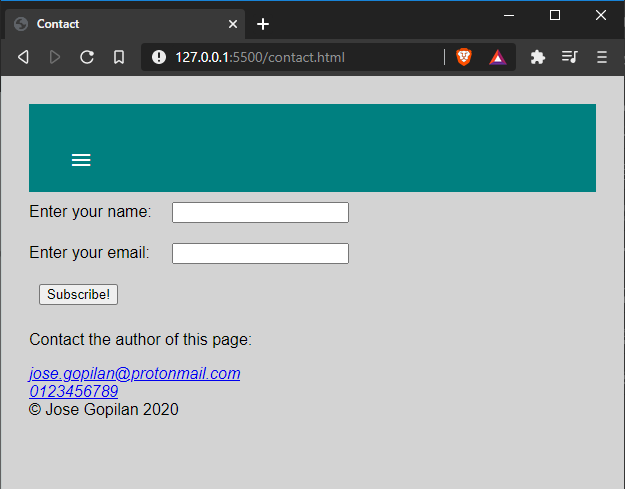 Contact
127.0.0.1:5500/contact.html
Enter your name:
Enter your email:
Subscribe!
Contact the author of this page:
jose.gopilan@protonmail.com
0123456789
© Jose Gopilan 2020